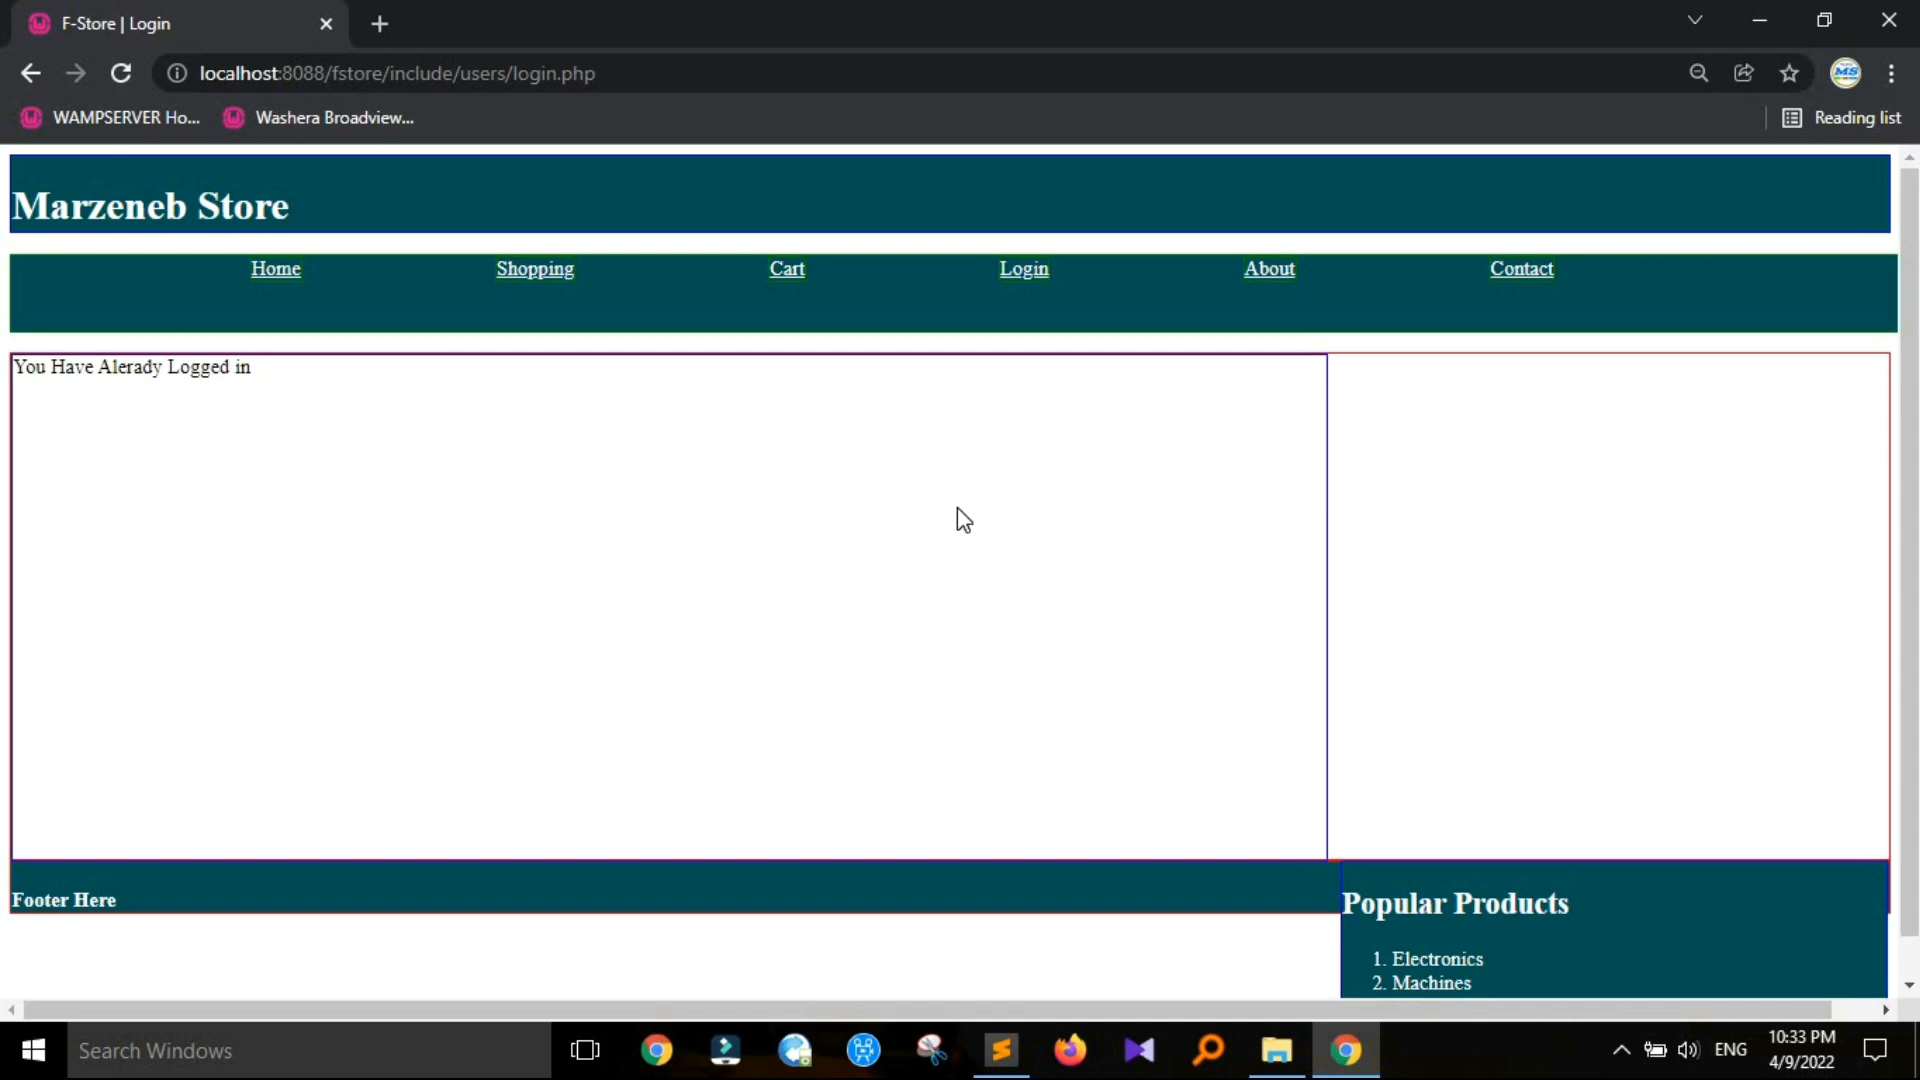 F-Store | Login
localhost:8088/fstore/include/users/login.php
MS
WAMPSERVER Ho...
Washera Broadview...
Reading list
Marzeneb Store
Home
Shopping
Cart
Login
About
Contact
You Have Alerady Logged in
Footer Here
Popular Products
1. Electronics
2. Machines
Search Windows
ENG
10:33 PM
4/9/2022